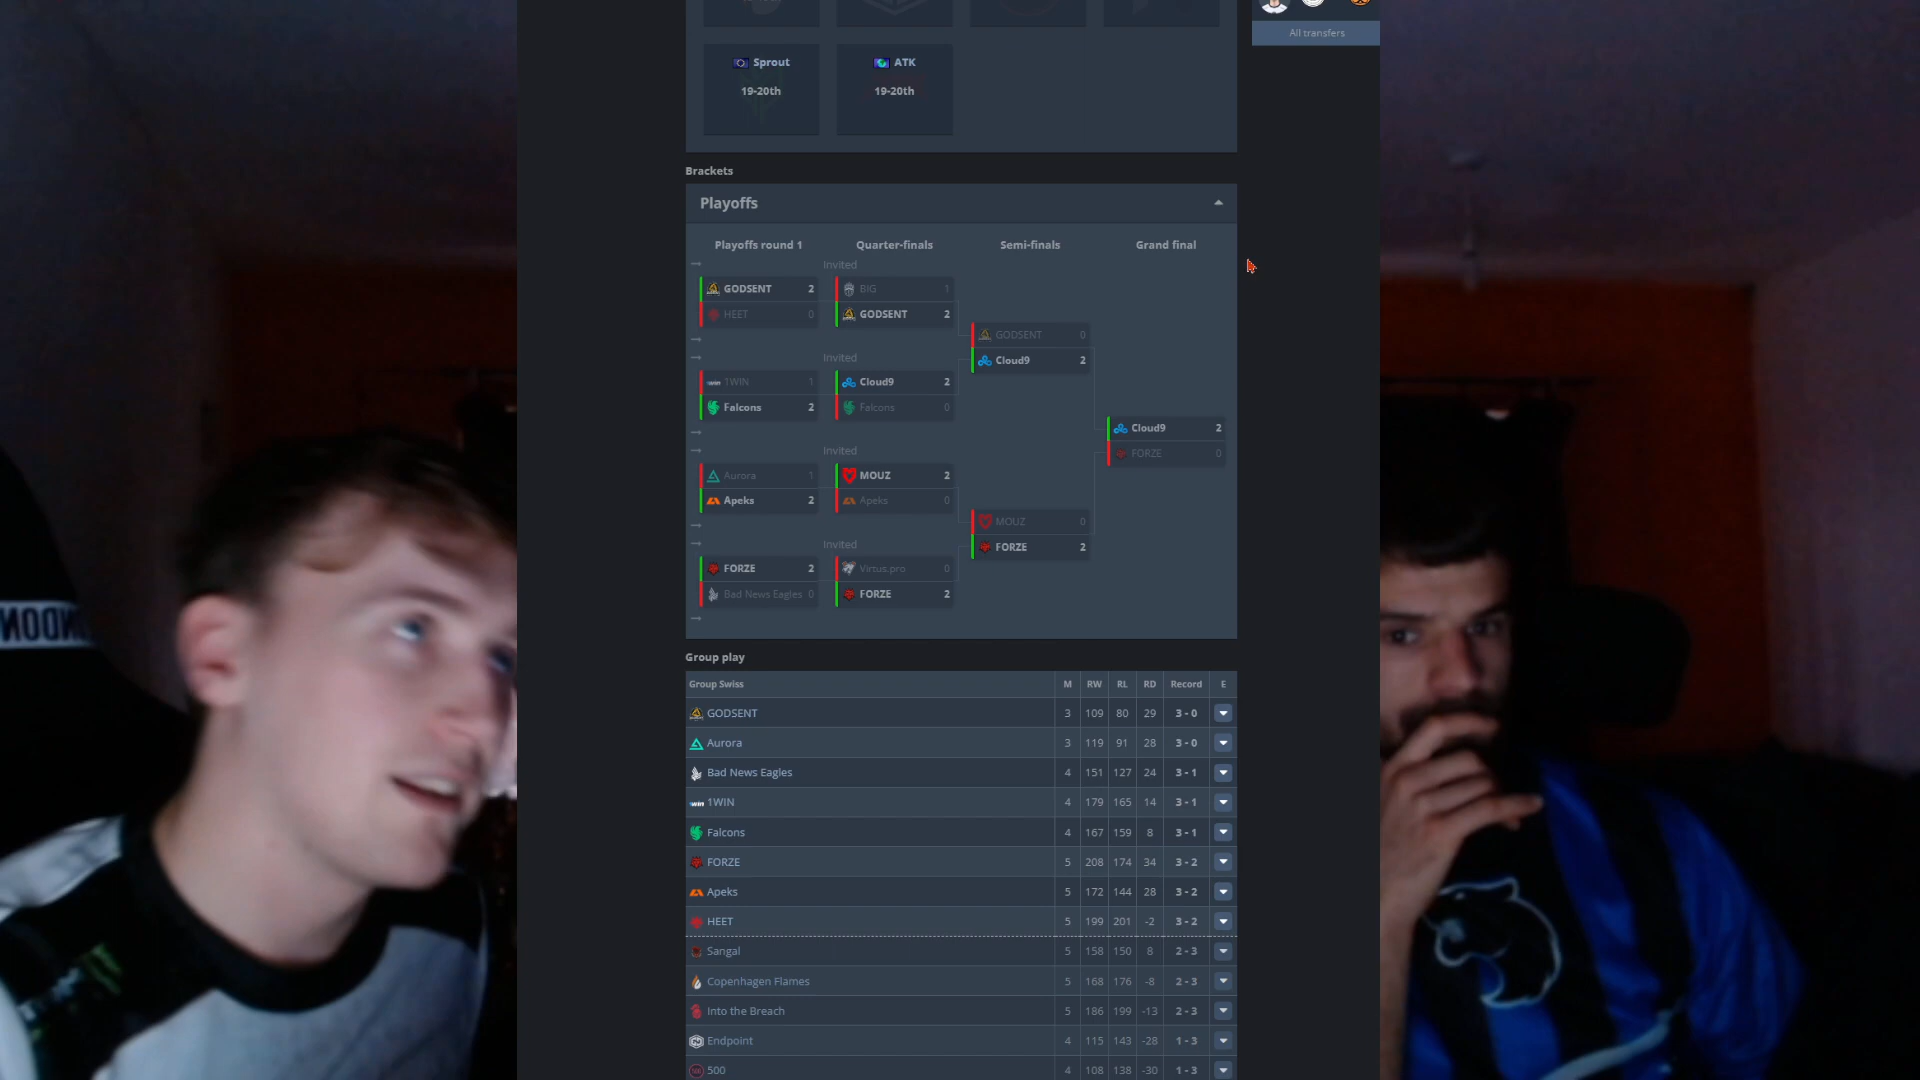 All transfers
Sprout
ATK
19-20th
19-20th
Brackets
Playoffs
Playoffs round 1 Quarter-finals Semi-finals Grand final
Invited
GODSENT 2
HEET 0
BIG 1
GODSENT 2
GODSENT 0
Cloud9 2
Invited
1WIN 1
Falcons 2
Cloud9 2
Falcons 0
Cloud9 2
FORZE 0
Invited
Aurora 1
Apeks 2
MOUZ 2
Apeks 0
MOUZ 0
FORZE 2
Invited
FORZE 2
Bad News Eagles 0
Virtus.pro 0
FORZE 2
Group play
Group Swiss M RW RL RD Record E
GODSENT 3 109 80 29 3 - 0
Aurora 3 119 91 28 3 - 0
Bad News Eagles 4 151 127 24 3 - 1
1WIN 4 179 165 14 3 - 1
Falcons 4 167 159 8 3 - 1
FORZE 5 208 174 34 3 - 2
Apeks 5 172 144 28 3 - 2
HEET 5 199 201 -2 3 - 2
Sangal 5 158 150 8 2 - 3
Copenhagen Flames 5 168 176 -8 2 - 3
Into the Breach 5 186 199 -13 2 - 3
Endpoint 4 115 143 -28 1 - 3
500 4 108 138 -30 1 - 3